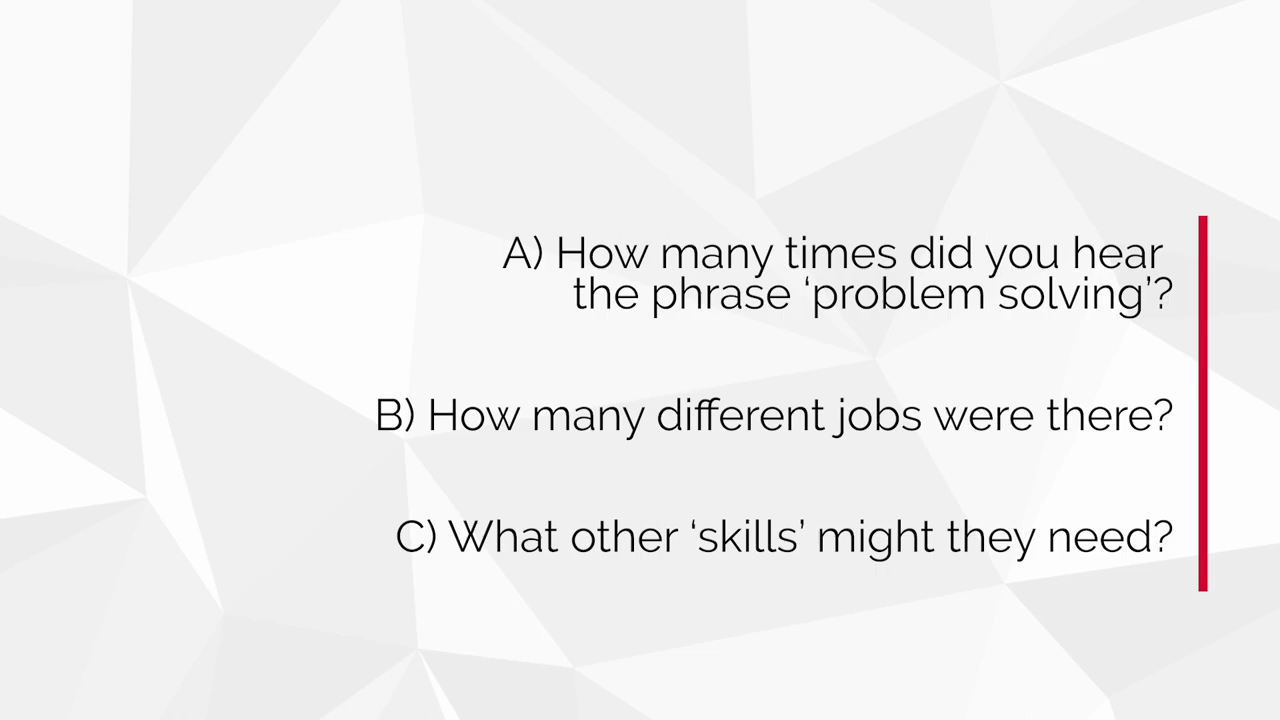 A) How many times did you hear
the phrase ‘problem solving’?
B) How many different jobs were there?
C) What other ‘skills’ might they need?